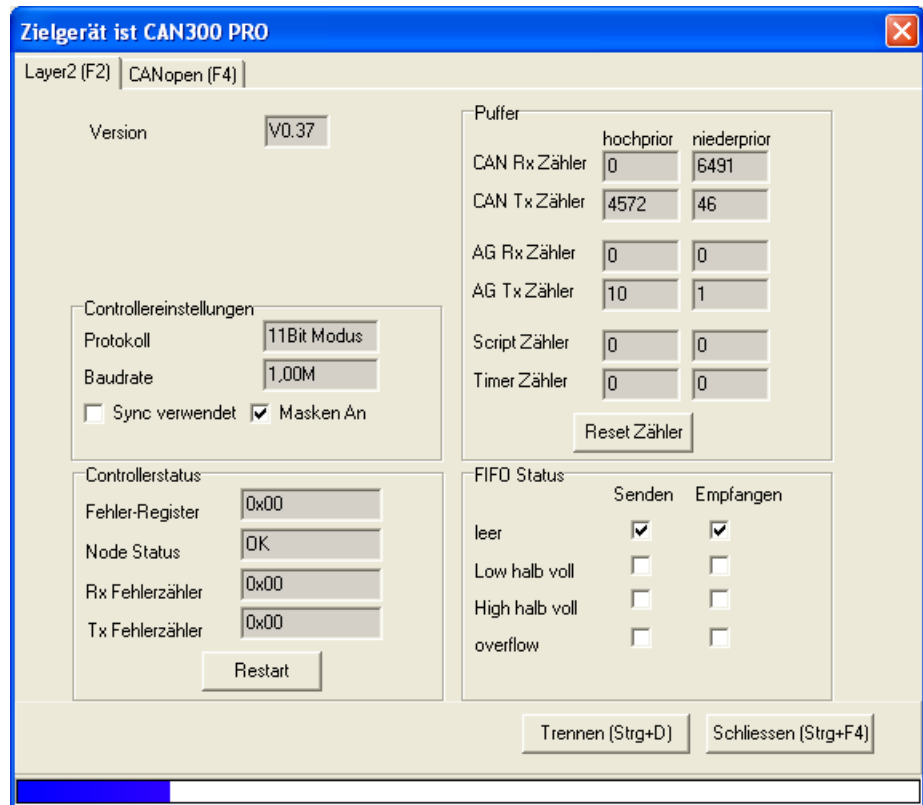 Zielgerät ist CAN300 PRO
Layer2 (F2) CANopen (F4)
Version V0.37
Puffer
hochprior niederprior
CAN Rx Zähler 0 6491
CAN Tx Zähler 4572 46
AG Rx Zähler 0 0
AG Tx Zähler 10 1
Script Zähler 0 0
Timer Zähler 0 0
Reset Zähler
Controllereinstellungen
Protokoll 11Bit Modus
Baudrate 1,00M
Sync verwendet Masken An
Controllerstatus
Fehler-Register 0x00
Node Status OK
Rx Fehlerzähler 0x00
Tx Fehlerzähler 0x00
Restart
FIFO Status
Senden Empfangen
leer
Low halb voll
High halb voll
overflow
Trennen (Strg+D) Schliessen (Strg+F4)